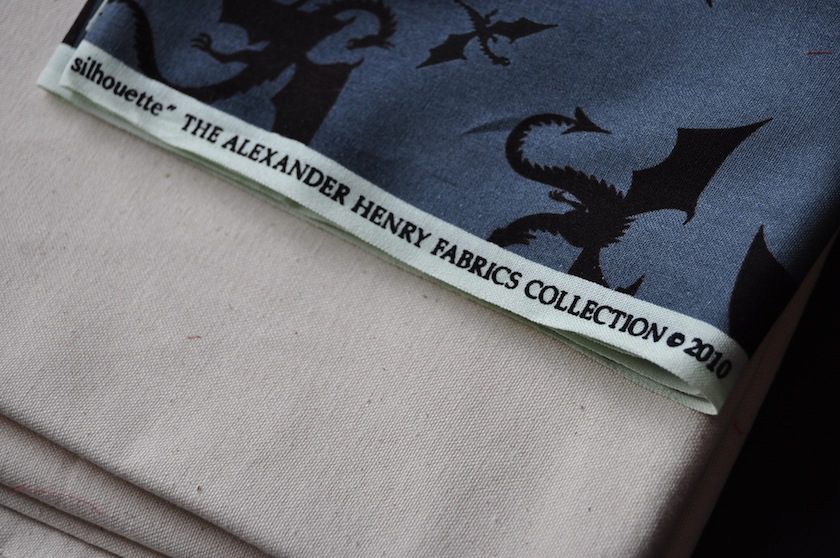 silhouette" THE ALEXANDER HENRY FABRICS COLLECTION © 2010